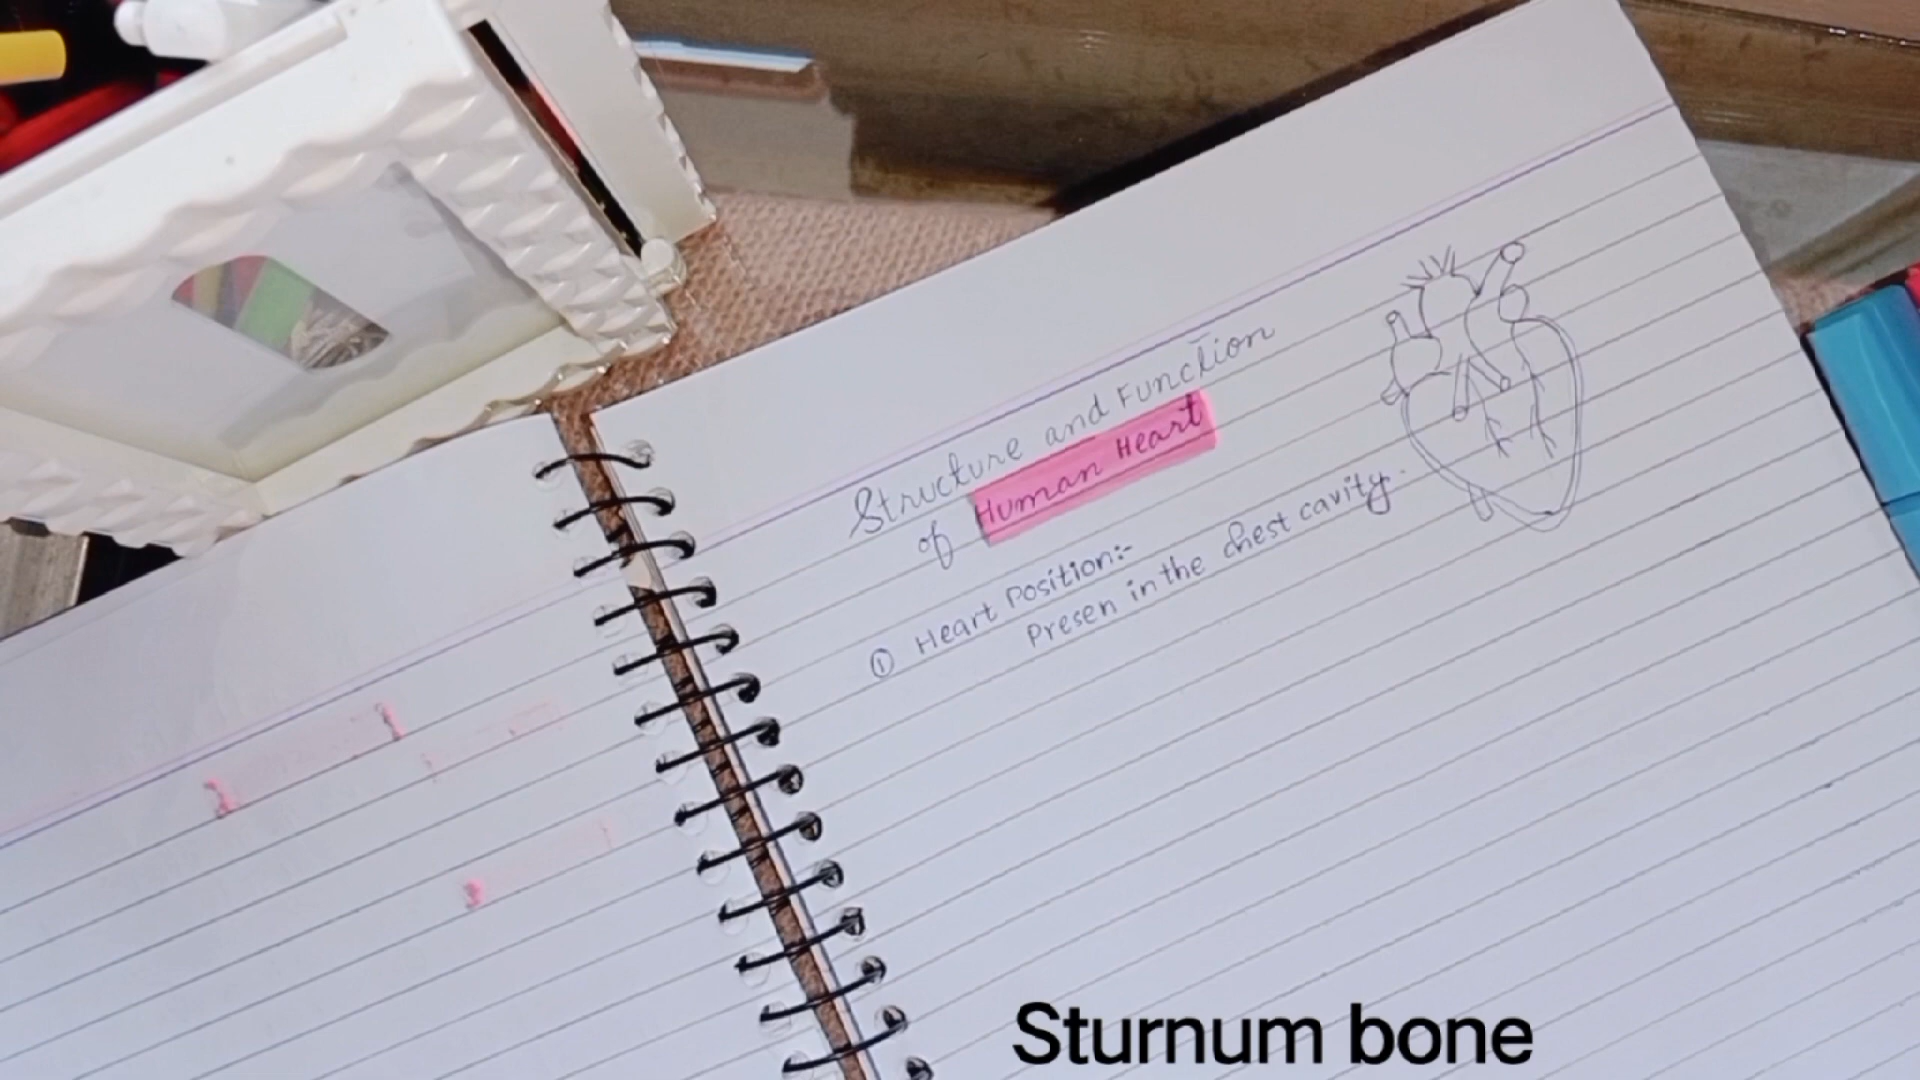 Structure and Function
of Human Heart
① Heart Position:-
Presen in the chest cavity.
Sturnum bone